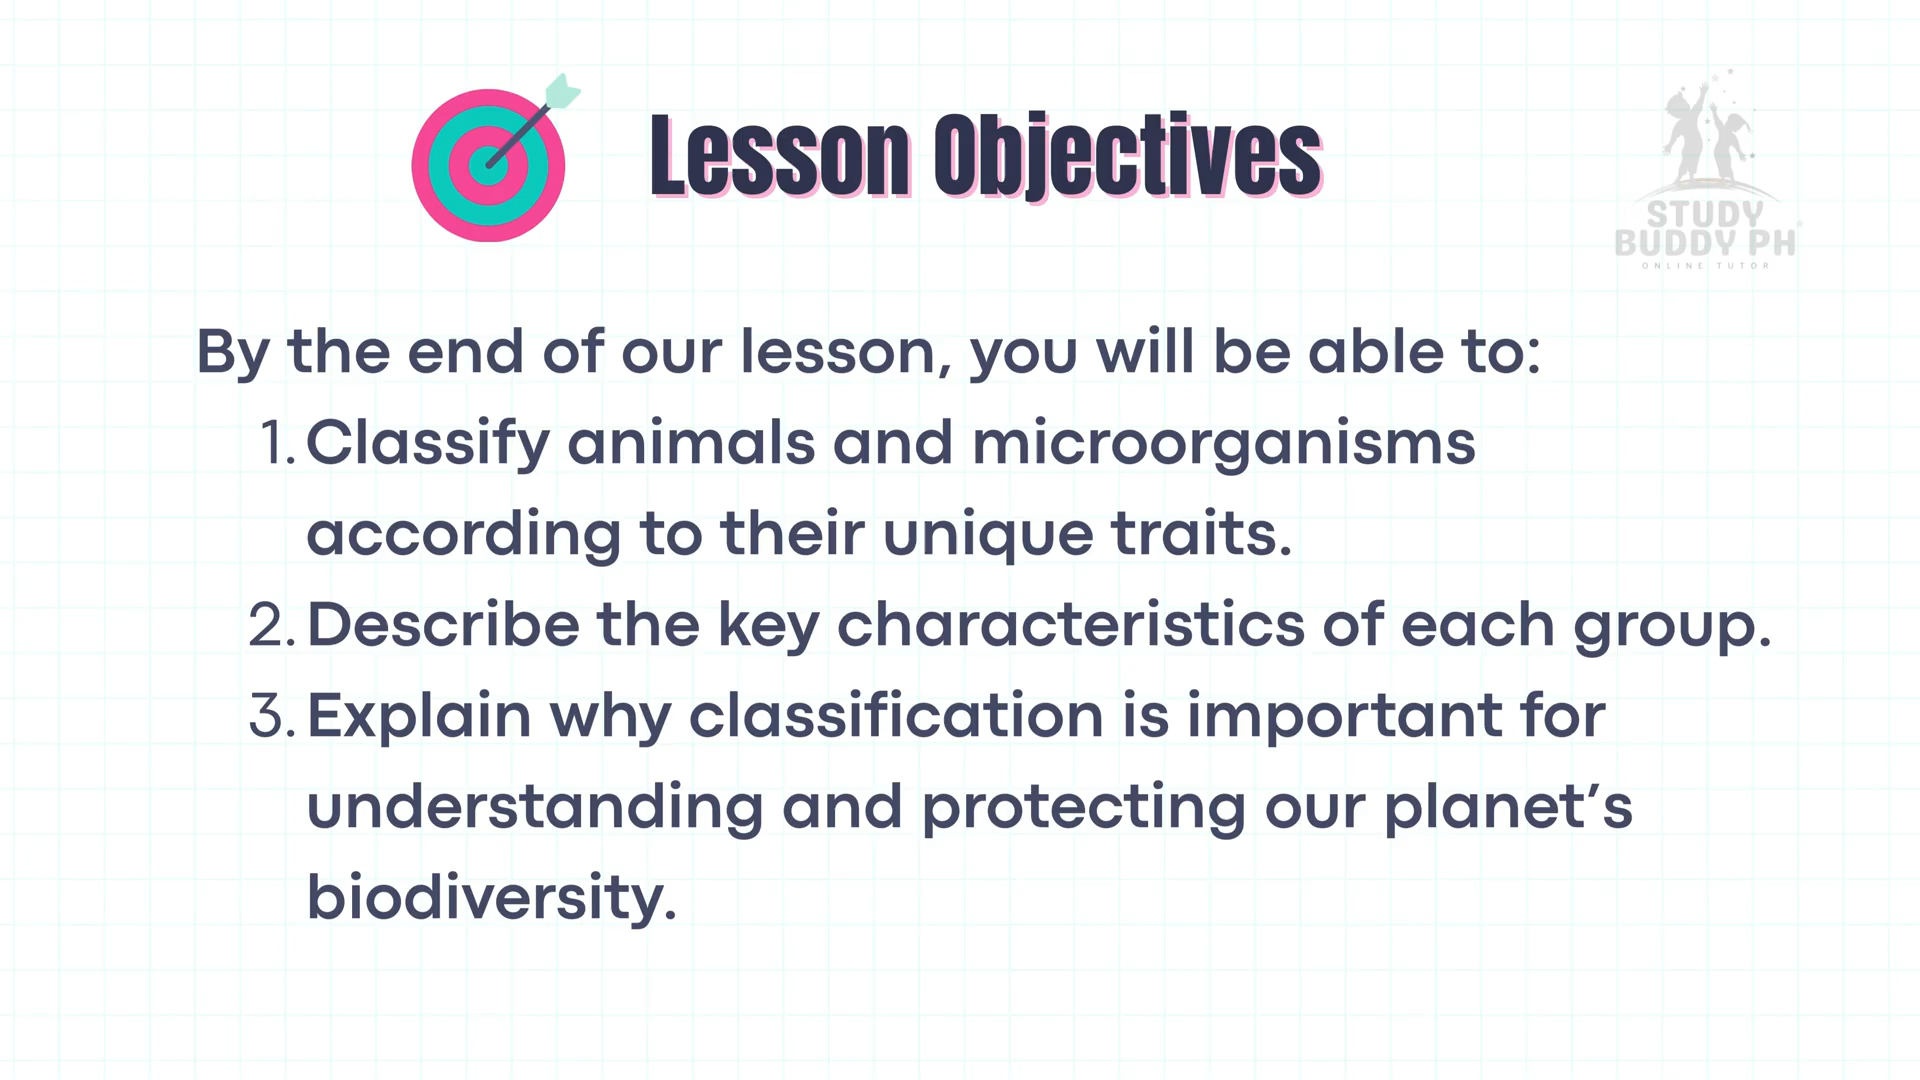 Lesson Objectives
STUDY
BUDDY PH
ONLINE TUTOR
By the end of our lesson, you will be able to:
1. Classify animals and microorganisms
according to their unique traits.
2. Describe the key characteristics of each group.
3. Explain why classification is important for
understanding and protecting our planet’s
biodiversity.